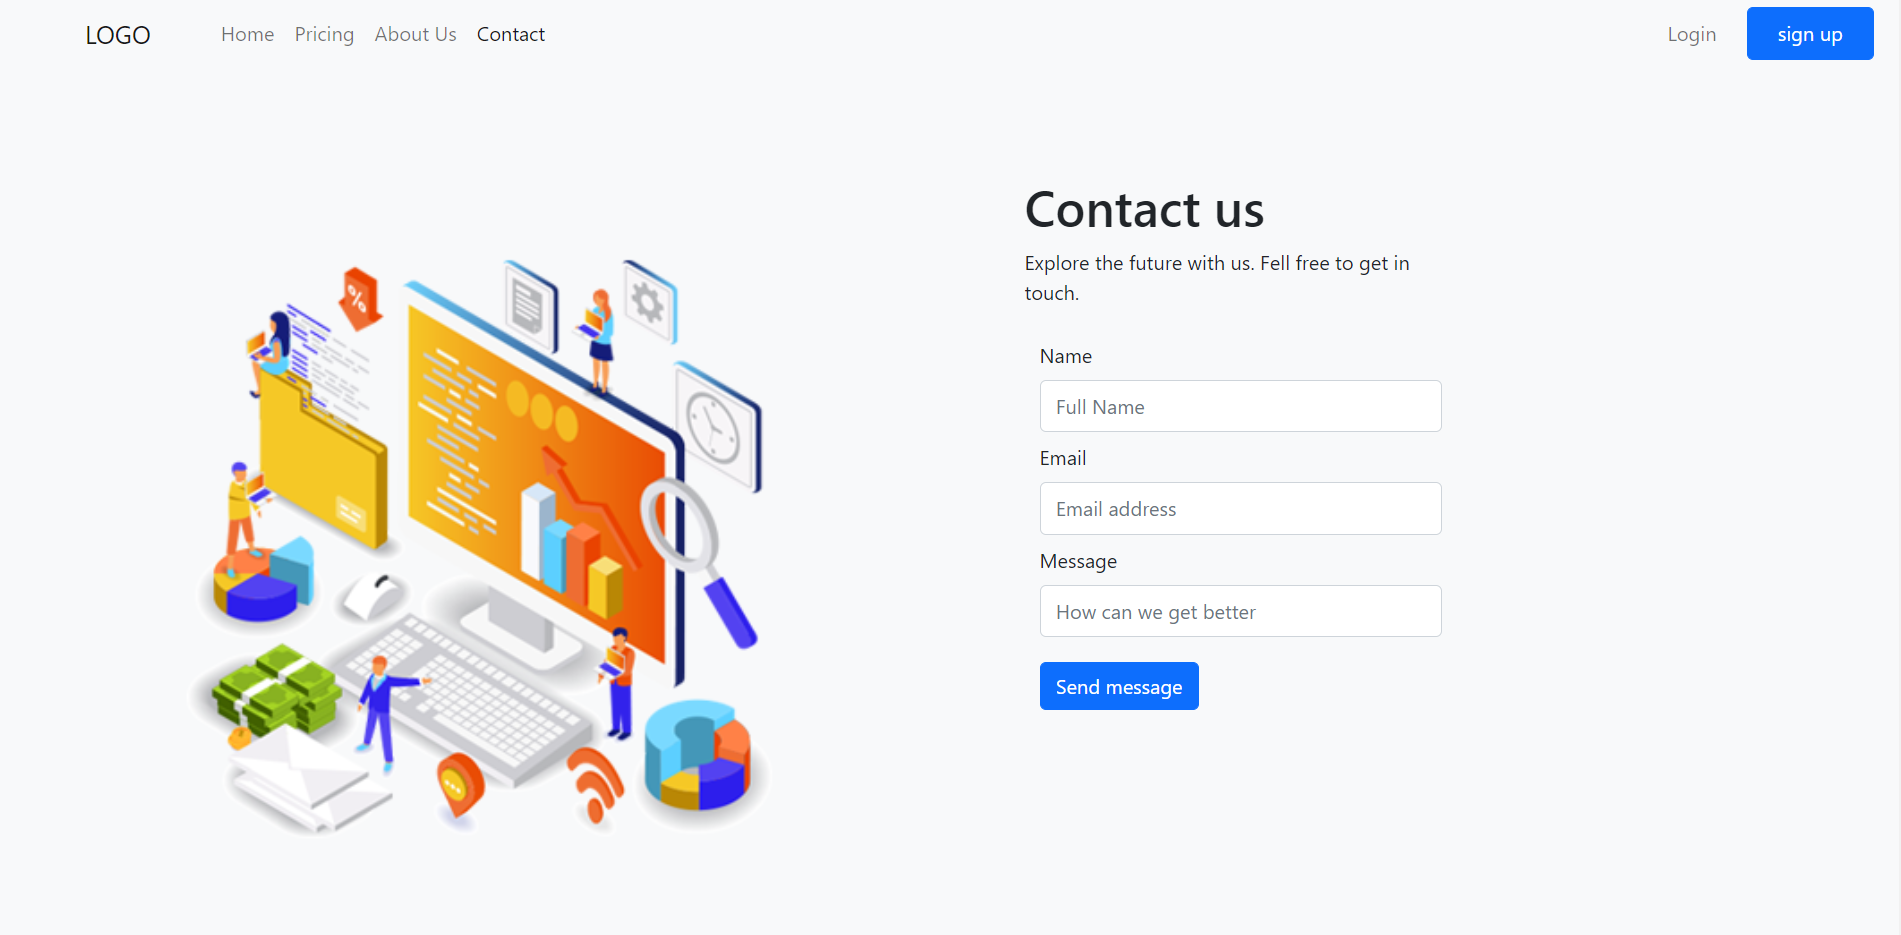 LOGO
Home
Pricing
About Us
Contact
Login
sign up
Contact us
Explore the future with us. Fell free to get in
touch.
Name
Full Name
Email
Email address
Message
How can we get better
Send message
%